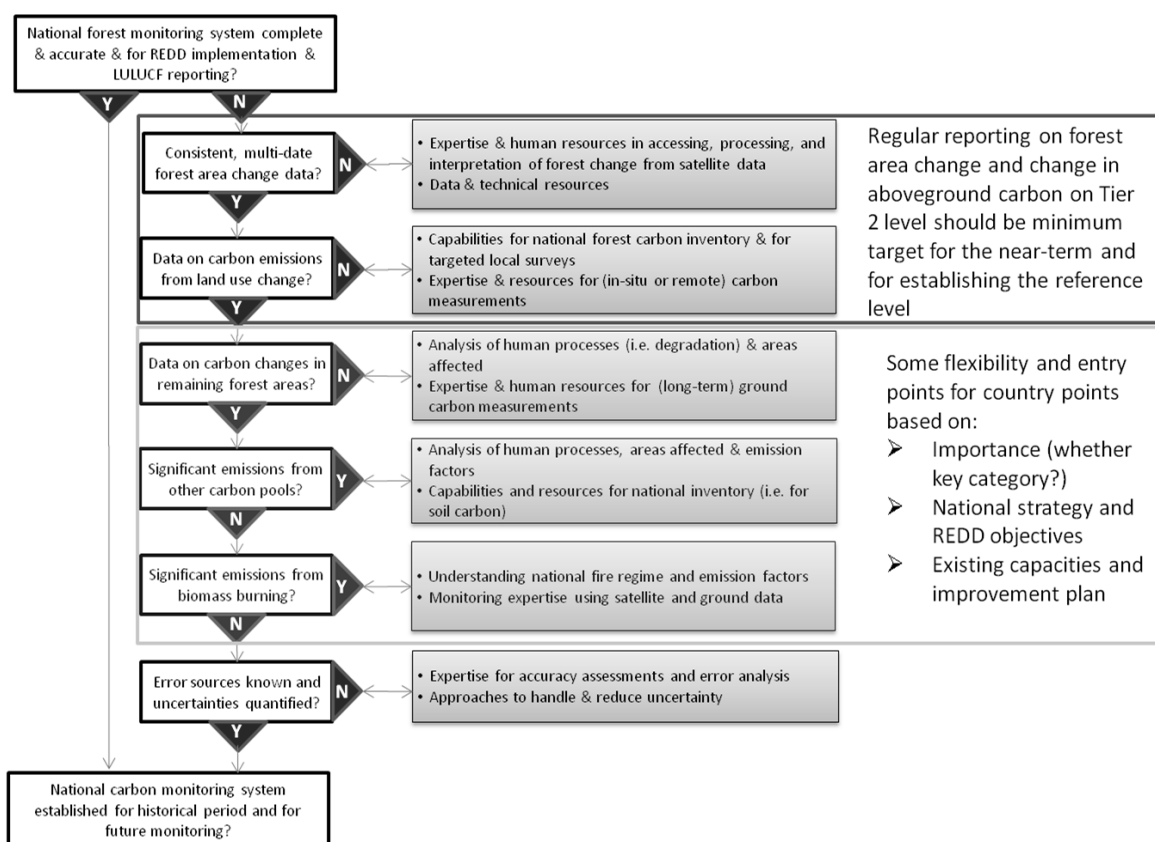 National forest monitoring system complete
& accurate & for REDD implementation &
LULUCF reporting?
Y
N
Consistent, multi-date
forest area change data?
N
• Expertise & human resources in accessing, processing, and
interpretation of forest change from satellite data
• Data & technical resources
Regular reporting on forest
area change and change in
aboveground carbon on Tier
2 level should be minimum
target for the near-term and
for establishing the reference
level
Y
Data on carbon emissions
from land use change?
N
• Capabilities for national forest carbon inventory & for
targeted local surveys
• Expertise & resources for (in-situ or remote) carbon
measurements
Y
Data on carbon changes in
remaining forest areas?
N
• Analysis of human processes (i.e. degradation) & areas
affected
• Expertise & human resources for (long-term) ground
carbon measurements
Some flexibility and entry
points for country points
based on:
➢ Importance (whether
key category?)
➢ National strategy and
REDD objectives
➢ Existing capacities and
improvement plan
Y
Significant emissions from
other carbon pools?
Y
• Analysis of human processes, areas affected & emission
factors
• Capabilities and resources for national inventory (i.e. for
soil carbon)
N
Significant emissions from
biomass burning?
Y
• Understanding national fire regime and emission factors
• Monitoring expertise using satellite and ground data
N
Error sources known and
uncertainties quantified?
N
• Expertise for accuracy assessments and error analysis
• Approaches to handle & reduce uncertainty
Y
National carbon monitoring system
established for historical period and for
future monitoring?